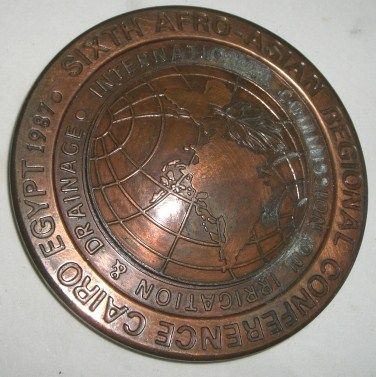 SIXTH AFRO-ASIAN REGIONAL CONFERENCE CAIRO EGYPT 1987
INTERNATIONAL COMMISSION ON IRRIGATION & DRAINAGE